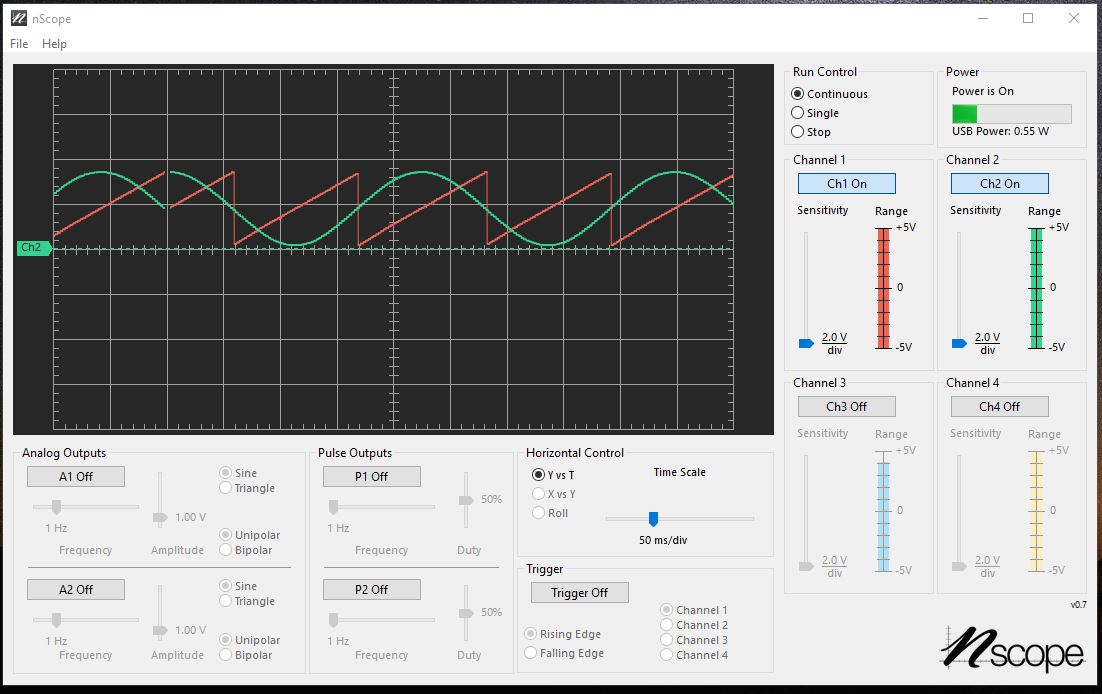 nScope
File Help
Ch2
Run Control
Continuous
Single
Stop
Power
Power is On
USB Power: 0.55 W
Channel 1
Ch1 On
Sensitivity Range
+5V
0
2.0 V
div
-5V
Channel 2
Ch2 On
Sensitivity Range
+5V
0
2.0 V
div
-5V
Channel 3
Ch3 Off
Sensitivity Range
+5V
0
2.0 V
div
-5V
Channel 4
Ch4 Off
Sensitivity Range
+5V
0
2.0 V
div
-5V
Analog Outputs
A1 Off
Sine
Triangle
1.00 V
1 Hz
Unipolar
Bipolar
Frequency Amplitude
A2 Off
Sine
Triangle
1.00 V
1 Hz
Unipolar
Bipolar
Frequency Amplitude
Pulse Outputs
P1 Off
50%
1 Hz
Frequency Duty
P2 Off
50%
1 Hz
Frequency Duty
Horizontal Control
Y vs T
X vs Y
Roll
Time Scale
50 ms/div
Trigger
Trigger Off
Rising Edge
Falling Edge
Channel 1
Channel 2
Channel 3
Channel 4
v0.7
nscope